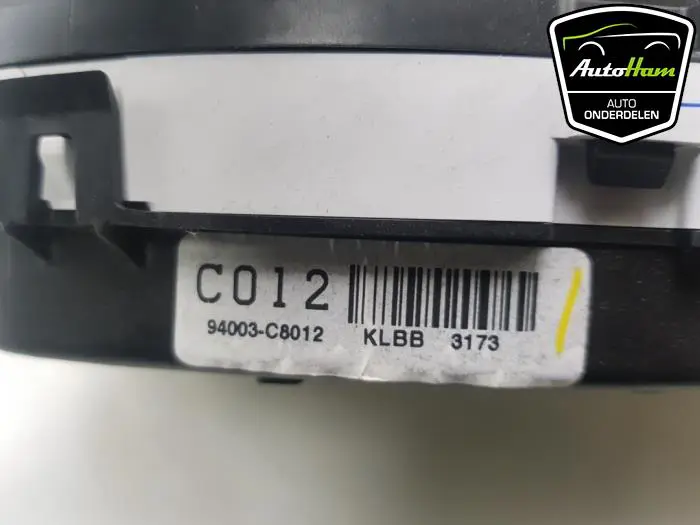 AutoHam
AUTO
ONDERDELEN
C012
94003-C8012 KLBB 3173